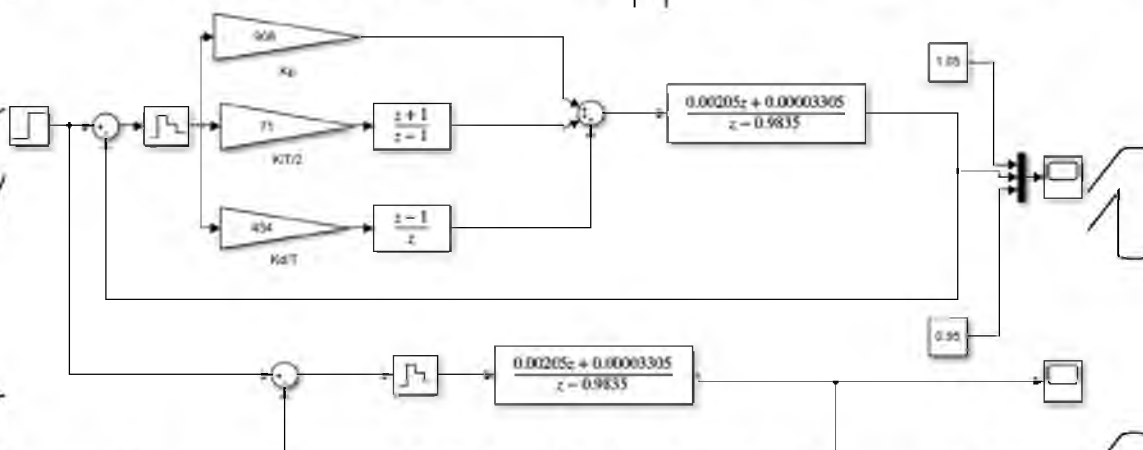 908
Kp
71
KiT/2
z + 1
z − 1
434
Kd/T
z − 1
z
0.00205z + 0.00003305
z − 0.9835
1.05
0.95
0.00205z + 0.00003305
z − 0.9835